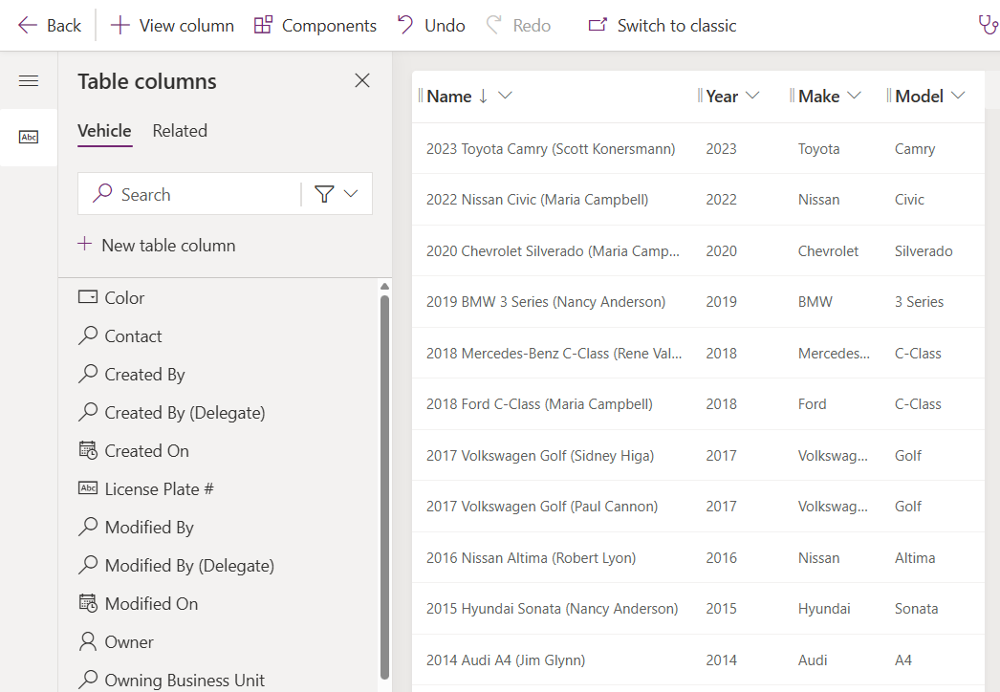 Back View column Components Undo Redo Switch to classic
Table columns
Vehicle Related
Search
New table column
Color
Contact
Created By
Created By (Delegate)
Created On
Abc License Plate #
Modified By
Modified By (Delegate)
Modified On
Owner
Owning Business Unit
Abc
Name Year Make Model
2023 Toyota Camry (Scott Konersmann) 2023 Toyota Camry
2022 Nissan Civic (Maria Campbell) 2022 Nissan Civic
2020 Chevrolet Silverado (Maria Camp... 2020 Chevrolet Silverado
2019 BMW 3 Series (Nancy Anderson) 2019 BMW 3 Series
2018 Mercedes-Benz C-Class (Rene Val... 2018 Mercedes... C-Class
2018 Ford C-Class (Maria Campbell) 2018 Ford C-Class
2017 Volkswagen Golf (Sidney Higa) 2017 Volkswag... Golf
2017 Volkswagen Golf (Paul Cannon) 2017 Volkswag... Golf
2016 Nissan Altima (Robert Lyon) 2016 Nissan Altima
2015 Hyundai Sonata (Nancy Anderson) 2015 Hyundai Sonata
2014 Audi A4 (Jim Glynn) 2014 Audi A4